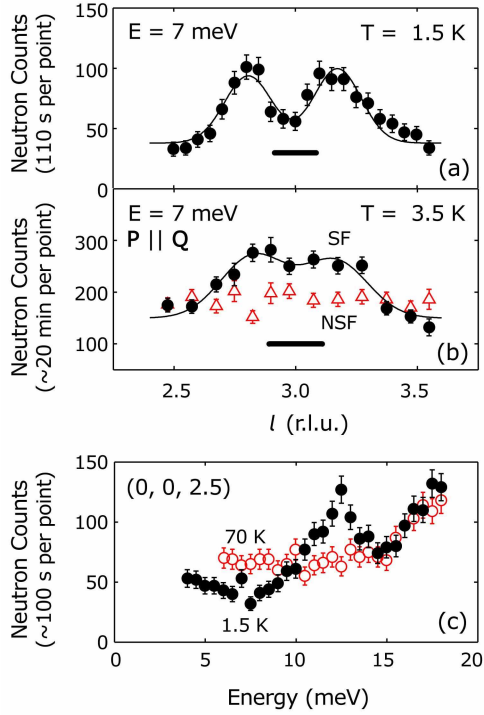 E = 7 meV T = 1.5 K
150
100
50
0
Neutron Counts
(110 s per point)
(a)
E = 7 meV T = 3.5 K
P || Q
SF
NSF
300
200
100
Neutron Counts
(~20 min per point)
(b)
2.5 3.0 3.5
l (r.l.u.)
150
100
50
0
Neutron Counts
(~100 s per point)
(0, 0, 2.5)
70 K
1.5 K
(c)
0 5 10 15 20
Energy (meV)